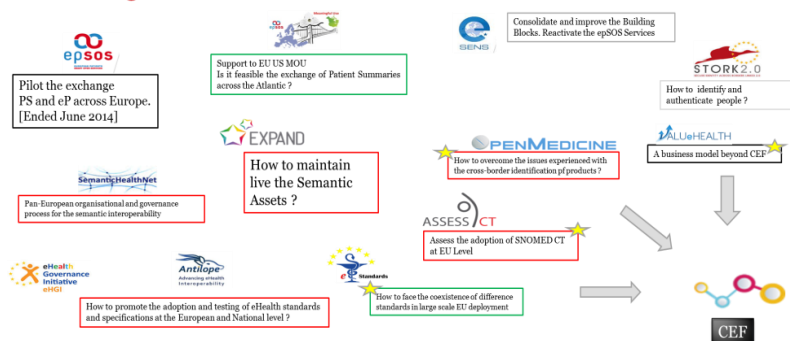 epsos
Pilot the exchange
PS and eP across Europe.
[Ended June 2014]
epsos
Support to EU US MOU
Is it feasible the exchange of Patient Summaries
across the Atlantic ?
SENS
Consolidate and improve the Building
Blocks. Reactivate the epSOS Services
STORK 2.0
How to identify and
authenticate people ?
EXPAND
How to maintain
live the Semantic
Assets ?
OPENMEDICINE
How to overcome the issues experienced with
the cross-border identification pf products ?
VALUeHEALTH
A business model beyond CEF
SemanticHealthNet
Pan-European organisational and governance
process for the semantic interoperability
ASSESS CT
Assess the adoption of SNOMED CT
at EU Level
eHealth
Governance
Initiative
eHGI
Antilope
Advancing eHealth
Interoperability
How to promote the adoption and testing of eHealth standards
and specifications at the European and National level ?
eStandards
How to face the coexistence of difference
standards in large scale EU deployment
CEF